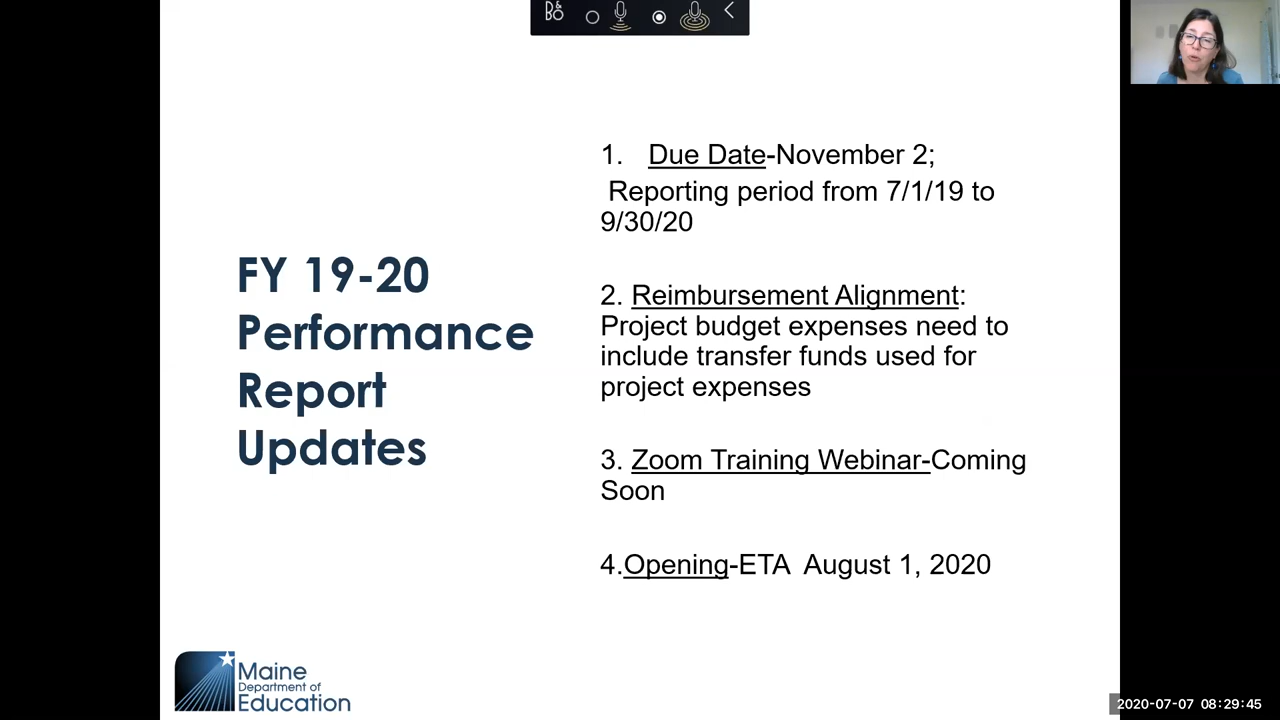 B&O
FY 19-20
Performance
Report
Updates
1. Due Date-November 2;
Reporting period from 7/1/19 to
9/30/20
2. Reimbursement Alignment:
Project budget expenses need to
include transfer funds used for
project expenses
3. Zoom Training Webinar-Coming
Soon
4.Opening-ETA August 1, 2020
Maine
Department of
Education
2020-07-07 08:29:45